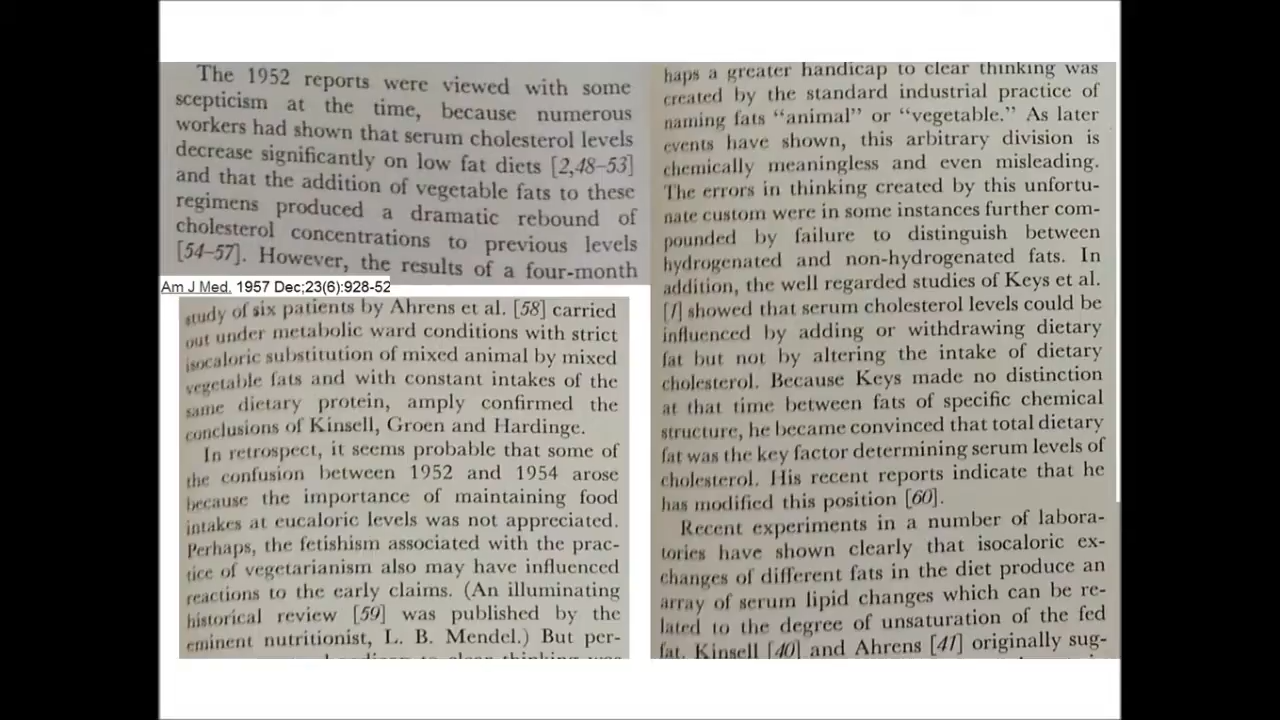 The 1952 reports were viewed with some
scepticism at the time, because numerous
workers had shown that serum cholesterol levels
decrease significantly on low fat diets [2,48–53]
and that the addition of vegetable fats to these
regimens produced a dramatic rebound of
cholesterol concentrations to previous levels
[54–57]. However, the results of a four-month
Am J Med. 1957 Dec;23(6):928-52
study of six patients by Ahrens et al. [58] carried
out under metabolic ward conditions with strict
isocaloric substitution of mixed animal by mixed
vegetable fats and with constant intakes of the
same dietary protein, amply confirmed the
conclusions of Kinsell, Groen and Hardinge.
In retrospect, it seems probable that some of
the confusion between 1952 and 1954 arose
because the importance of maintaining food
intakes at eucaloric levels was not appreciated.
Perhaps, the fetishism associated with the prac-
tice of vegetarianism also may have influenced
reactions to the early claims. (An illuminating
historical review [59] was published by the
eminent nutritionist, L. B. Mendel.) But per-
haps a greater handicap to clear thinking was
created by the standard industrial practice of
naming fats “animal” or “vegetable.” As later
events have shown, this arbitrary division is
chemically meaningless and even misleading.
The errors in thinking created by this unfortu-
nate custom were in some instances further com-
pounded by failure to distinguish between
hydrogenated and non-hydrogenated fats. In
addition, the well regarded studies of Keys et al.
[1] showed that serum cholesterol levels could be
influenced by adding or withdrawing dietary
fat but not by altering the intake of dietary
cholesterol. Because Keys made no distinction
at that time between fats of specific chemical
structure, he became convinced that total dietary
fat was the key factor determining serum levels of
cholesterol. His recent reports indicate that he
has modified this position [60].
Recent experiments in a number of labora-
tories have shown clearly that isocaloric ex-
changes of different fats in the diet produce an
array of serum lipid changes which can be re-
lated to the degree of unsaturation of the fed
fat. Kinsell [40] and Ahrens [41] originally sug-